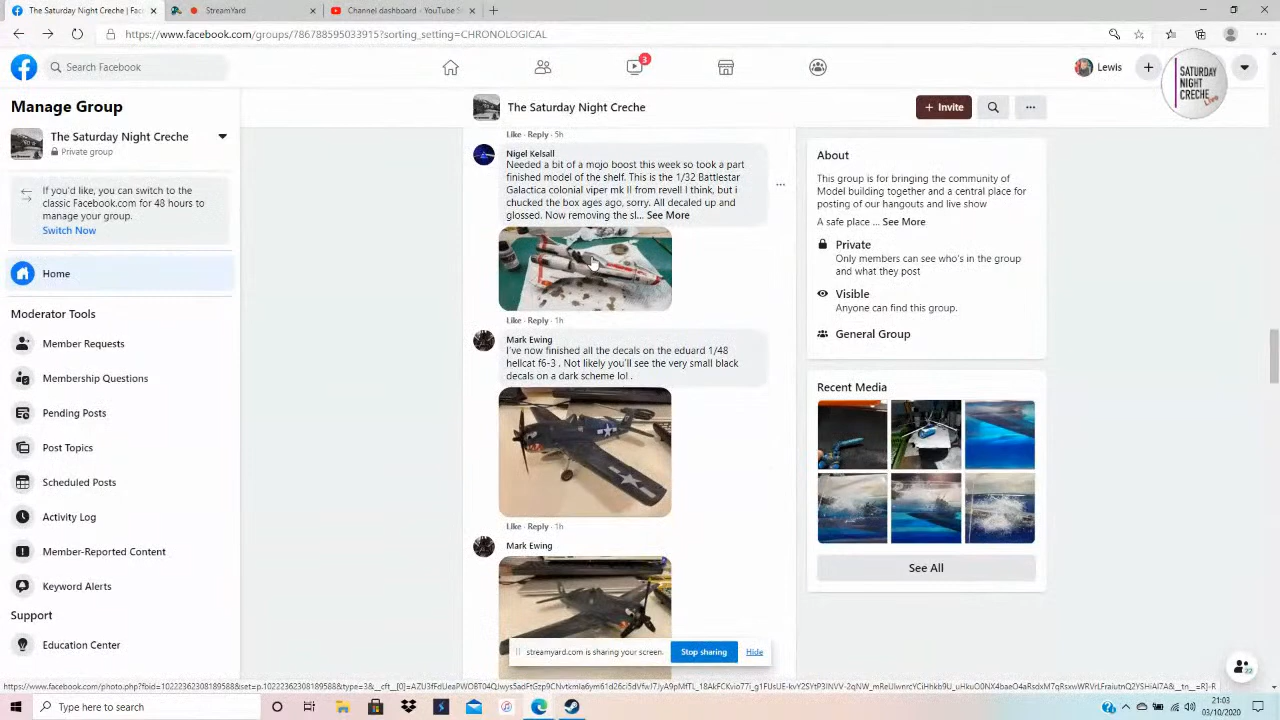 The Saturday Night Creche | Fac
StreamYard
Channel dashboard - YouTube S
https://www.facebook.com/groups/786788595033915?sorting_setting=CHRONOLOGICAL
Search Facebook
3
Lewis
SATURDAY
NIGHT
CRECHE
Live
Manage Group
The Saturday Night Creche
Private group
If you'd like, you can switch to the
classic Facebook.com for 48 hours to
manage your group.
Switch Now
Home
Moderator Tools
Member Requests
Membership Questions
Pending Posts
Post Topics
Scheduled Posts
Activity Log
Member-Reported Content
Keyword Alerts
Support
Education Center
The Saturday Night Creche
+ Invite
Like · Reply · 5h
Nigel Kelsall
Needed a bit of a mojo boost this week so took a part
finished model of the shelf. This is the 1/32 Battlestar
Galactica colonial viper mk II from revell I think, but i
chucked the box ages ago, sorry. All decaled up and
glossed. Now removing the sl... See More
Like · Reply · 1h
Mark Ewing
I've now finished all the decals on the eduard 1/48
hellcat f6-3 . Not likely you'll see the very small black
decals on a dark scheme lol .
Like · Reply · 1h
Mark Ewing
streamyard.com is sharing your screen.
Stop sharing
Hide
About
This group is for bringing the community of
Model building together and a central place for
posting of our hangouts and live show
A safe place ... See More
Private
Only members can see who's in the group
and what they post
Visible
Anyone can find this group.
General Group
Recent Media
See All
22
Type here to search
21:03
03/10/2020